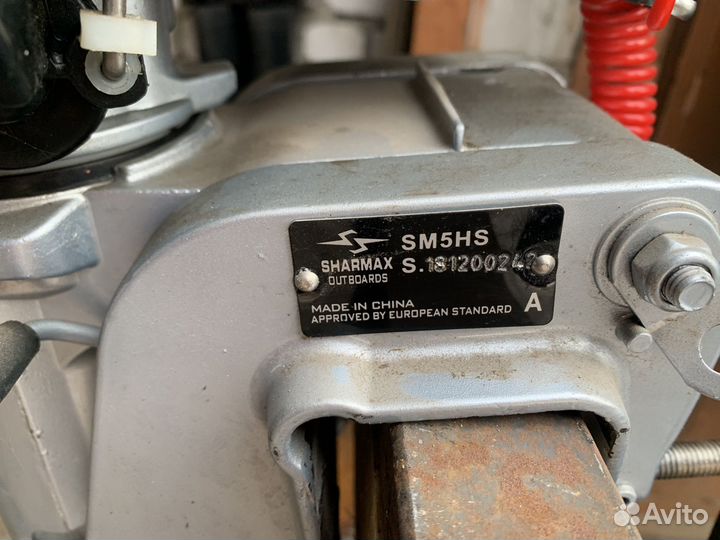 SM5HS
SHARMAX S.18120024
OUTBOARDS
MADE IN CHINA
APPROVED BY EUROPEAN STANDARD A
Avito